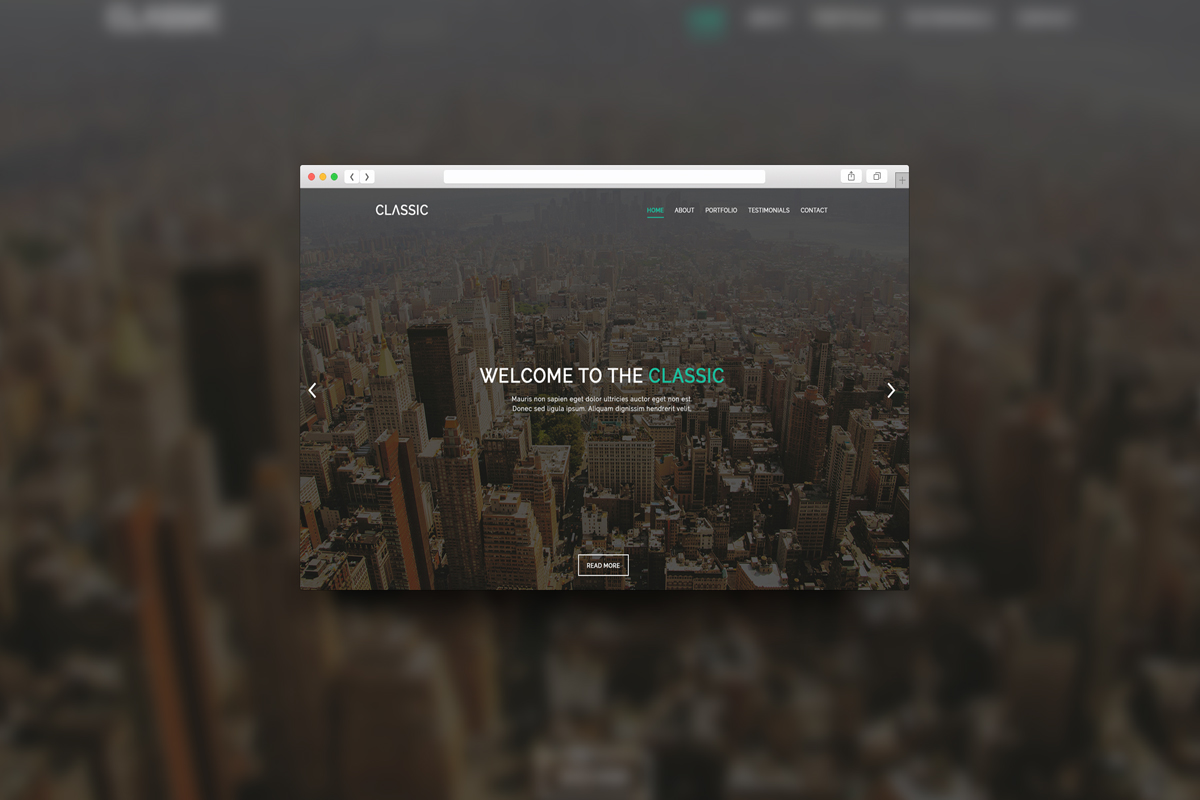 CLASSIC
HOME ABOUT PORTFOLIO TESTIMONIALS CONTACT
WELCOME TO THE CLASSIC
Mauris non sapien eget dolor ultricies auctor eget non est.
Donec sed ligula ipsum. Aliquam dignissim hendrerit velit.
READ MORE